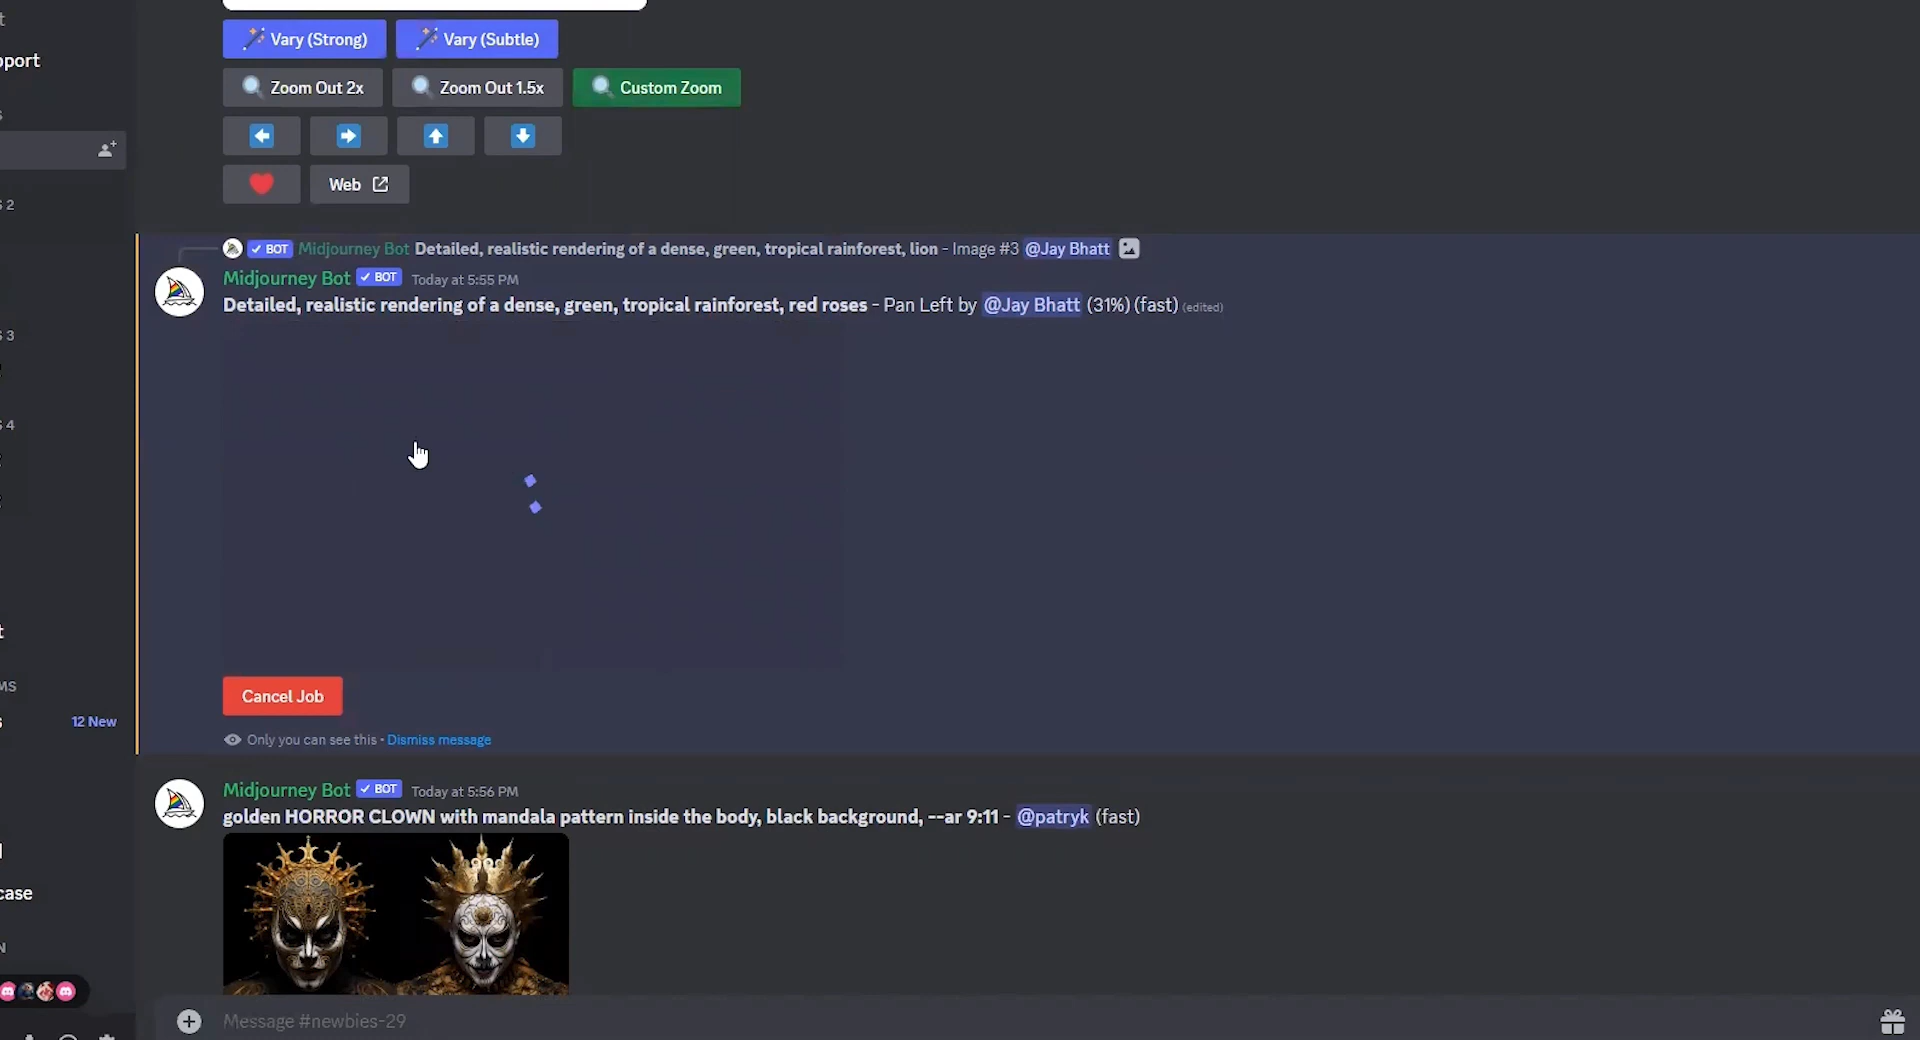 Vary (Strong) Vary (Subtle)
pport
Zoom Out 2x Zoom Out 1.5x Custom Zoom
Web
S 2
BOT Midjourney Bot Detailed, realistic rendering of a dense, green, tropical rainforest, lion - Image #3 @Jay Bhatt
Midjourney Bot BOT Today at 5:55 PM
Detailed, realistic rendering of a dense, green, tropical rainforest, red roses - Pan Left by @Jay Bhatt (31%) (fast) (edited)
S 3
S 4
Cancel Job
MS
12 New
Only you can see this • Dismiss message
Midjourney Bot BOT Today at 5:56 PM
golden HORROR CLOWN with mandala pattern inside the body, black background, --ar 9:11 - @patryk (fast)
case
N
Message #newbies-29